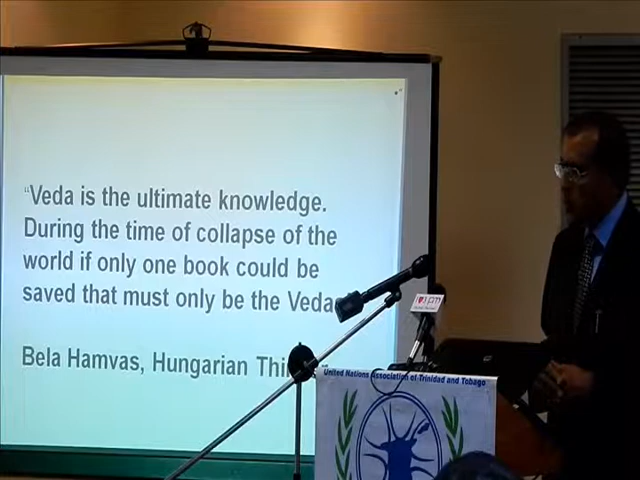 "Veda is the ultimate knowledge.
During the time of collapse of the
world if only one book could be
saved that must only be the Veda
Bela Hamvas, Hungarian Thi
United Nations Association of Trinidad and Tobago